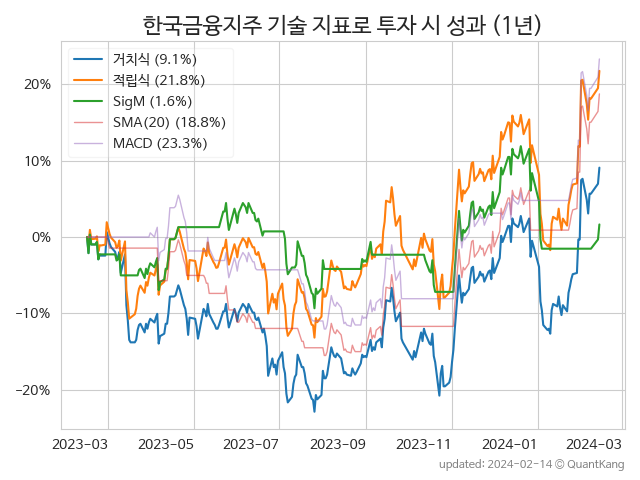 한국금융지주 기술 지표로 투자 시 성과 (1년)
거치식 (9.1%)
적립식 (21.8%)
SigM (1.6%)
SMA(20) (18.8%)
MACD (23.3%)
20%
10%
0%
−10%
−20%
2023-03 2023-05 2023-07 2023-09 2023-11 2024-01 2024-03
updated: 2024-02-14 ⓒ QuantKang